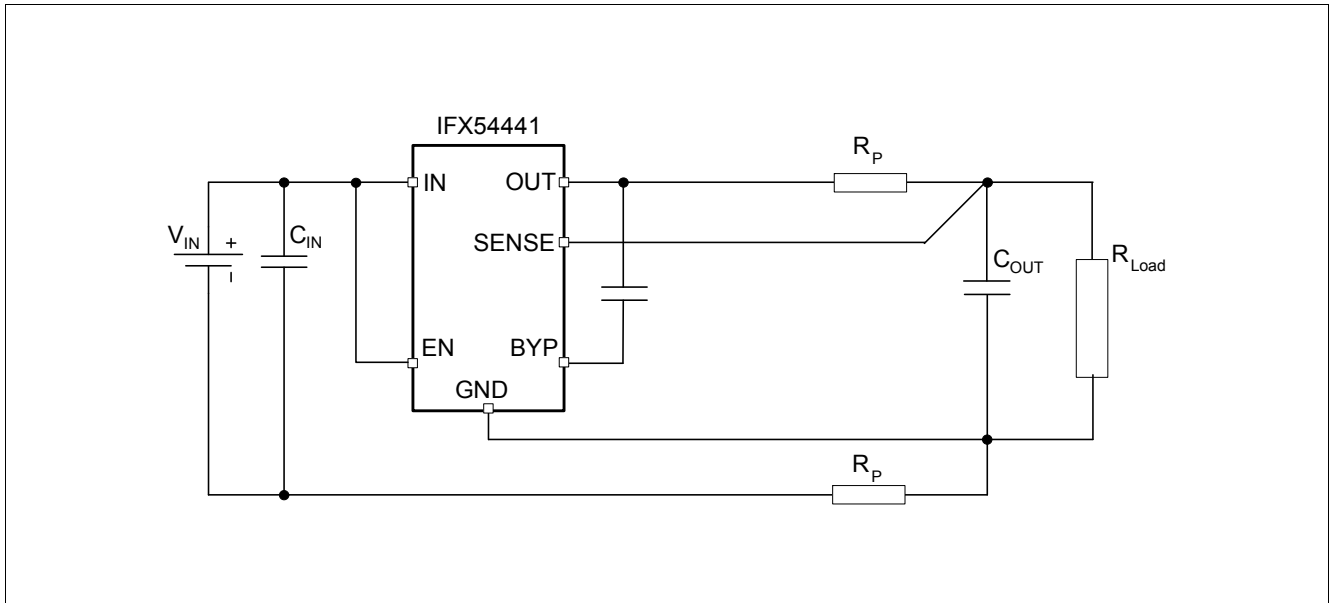 IFX54441
IN
OUT
SENSE
EN
BYP
GND
V_IN
+
-
C_IN
R_P
C_OUT
R_Load
R_P